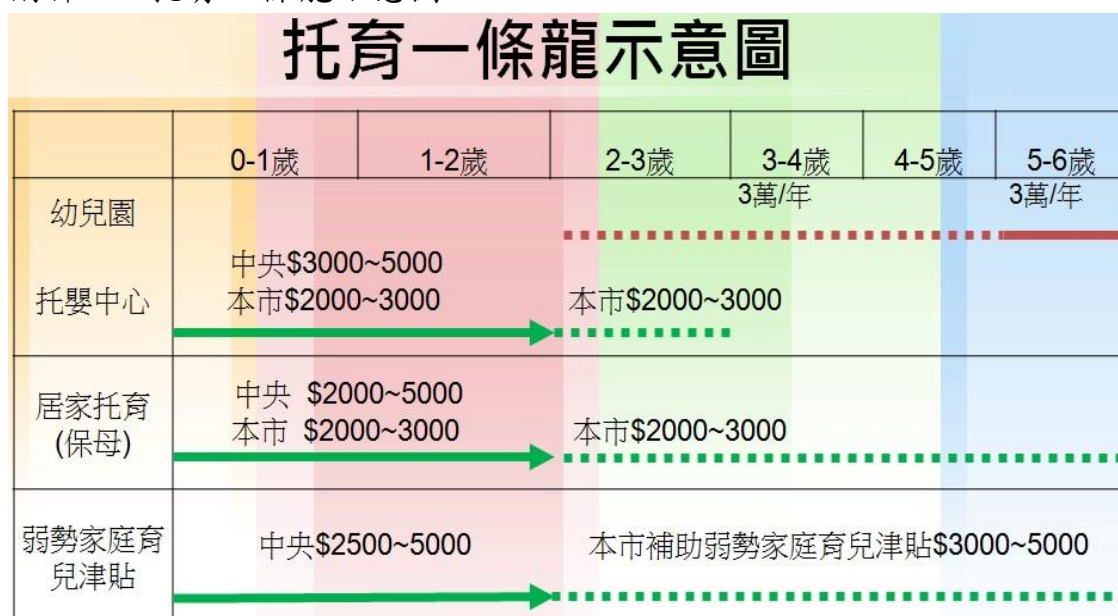 托育一條龍示意圖
0-1歲 1-2歲 2-3歲 3-4歲 4-5歲 5-6歲
幼兒園 3萬/年 3萬/年
中央$3000~5000
托嬰中心 本市$2000~3000 本市$2000~3000
居家托育 中央 $2000~5000
(保母) 本市 $2000~3000 本市$2000~3000
弱勢家庭育 中央$2500~5000 本市補助弱勢家庭育兒津貼$3000~5000
兒津貼